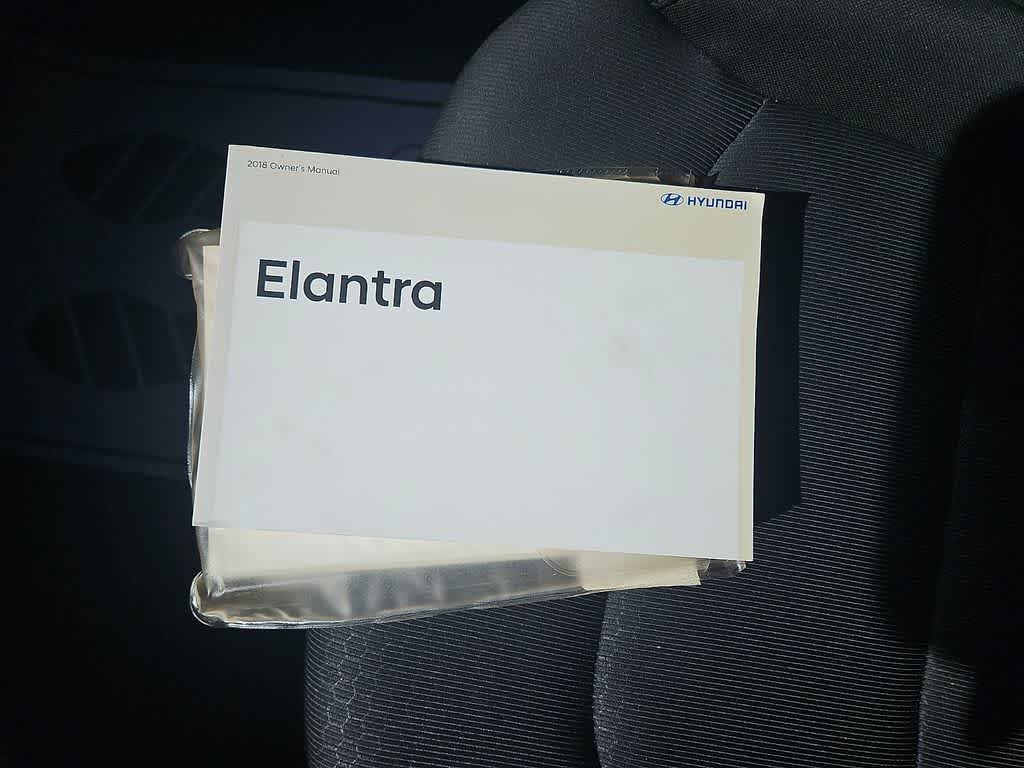 2018 Owner's Manual
HYUNDAI
Elantra